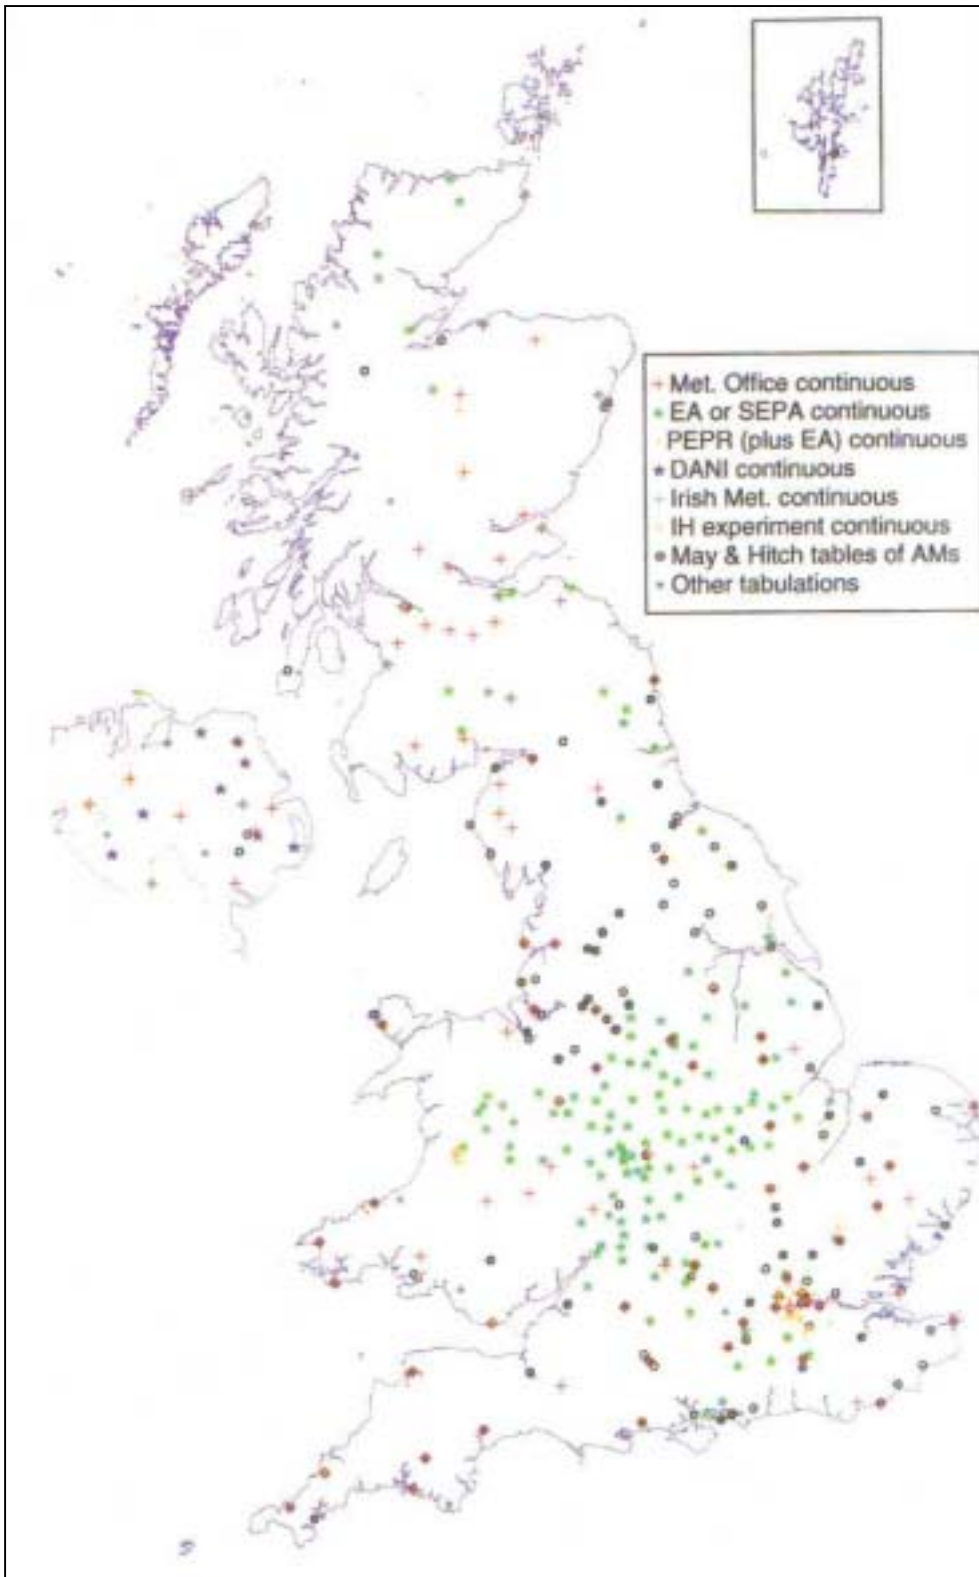 Met. Office continuous
EA or SEPA continuous
PEPR (plus EA) continuous
DANI continuous
Irish Met. continuous
IH experiment continuous
May & Hitch tables of AMs
Other tabulations